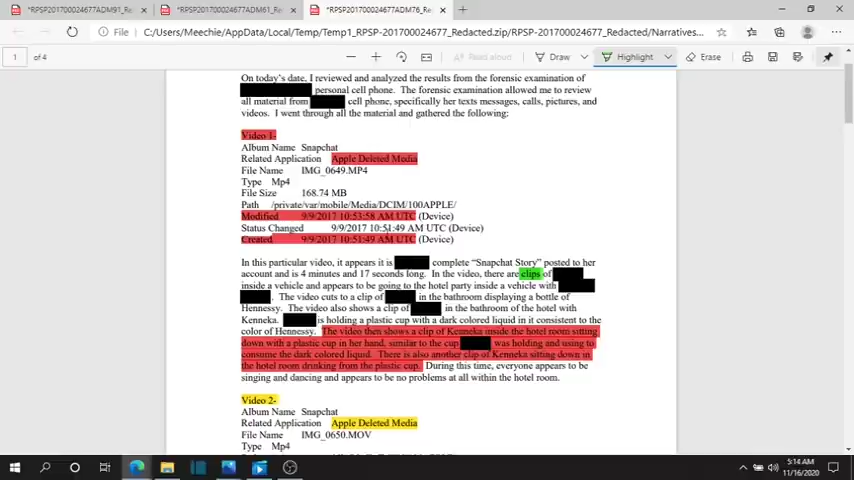 *RPSP201700024677ADM91_Redacted
*RPSP201700024677ADM61_Redacted
*RPSP201700024677ADM76_Redacted
File C:/Users/Meechie/AppData/Local/Temp/Temp1_RPSP-201700024677_Redacted.zip/RPSP-201700024677_Redacted/Narratives...
1 of 4 Read aloud Draw Highlight Erase
On today's date, I reviewed and analyzed the results from the forensic examination of
personal cell phone. The forensic examination allowed me to review
all material from cell phone, specifically her texts messages, calls, pictures, and
videos. I went through all the material and gathered the following:
Video 1-
Album Name Snapchat
Related Application Apple Deleted Media
File Name IMG_0649.MP4
Type Mp4
File Size 168.74 MB
Path /private/var/mobile/Media/DCIM/100APPLE/
Modified 9/9/2017 10:53:58 AM UTC (Device)
Status Changed 9/9/2017 10:51:49 AM UTC (Device)
Created 9/9/2017 10:51:49 AM UTC (Device)
In this particular video, it appears it is complete “Snapchat Story” posted to her
account and is 4 minutes and 17 seconds long. In the video, there are clips of
inside a vehicle and appears to be going to the hotel party inside a vehicle with
. The video cuts to a clip of in the bathroom displaying a bottle of
Hennessy. The video also shows a clip of in the bathroom of the hotel with
Kenneka. is holding a plastic cup with a dark colored liquid in it consistent to the
color of Hennessy. The video then shows a clip of Kenneka inside the hotel room sitting
down with a plastic cup in her hand, similar to the cup was holding and using to
consume the dark colored liquid. There is also another clip of Kenneka sitting down in
the hotel room drinking from the plastic cup. During this time, everyone appears to be
singing and dancing and appears to be no problems at all within the hotel room.
Video 2-
Album Name Snapchat
Related Application Apple Deleted Media
File Name IMG_0650.MOV
Type Mp4
5:14 AM
11/16/2020